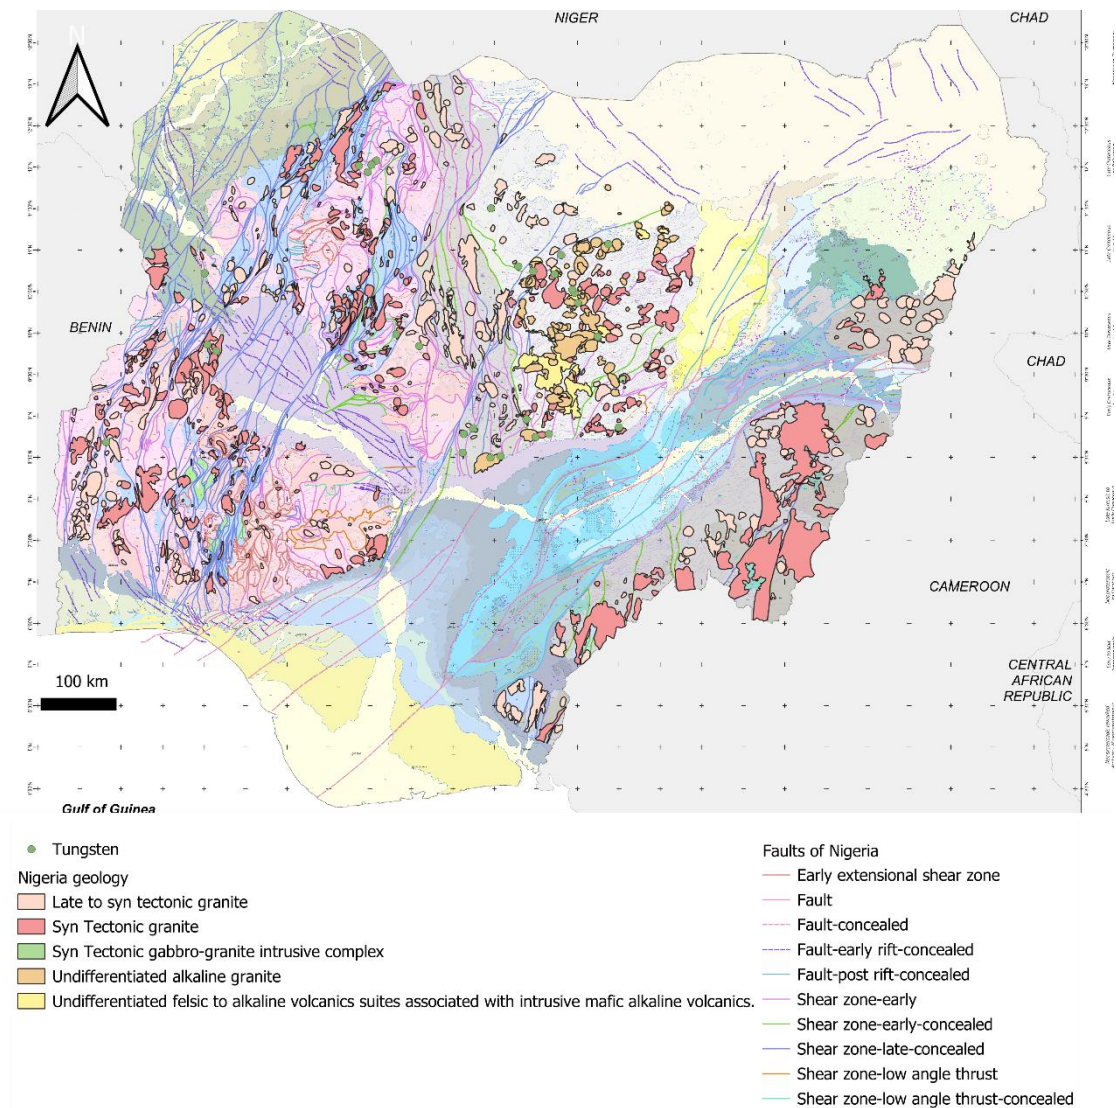 NIGER
CHAD
N
BENIN
CHAD
CAMEROON
CENTRAL
AFRICAN
REPUBLIC
100 km
Gulf of Guinea
Tungsten
Nigeria geology
Late to syn tectonic granite
Syn Tectonic granite
Syn Tectonic gabbro-granite intrusive complex
Undifferentiated alkaline granite
Undifferentiated felsic to alkaline volcanics suites associated with intrusive mafic alkaline volcanics.
Faults of Nigeria
Early extensional shear zone
Fault
Fault-concealed
Fault-early rift-concealed
Fault-post rift-concealed
Shear zone-early
Shear zone-early-concealed
Shear zone-late-concealed
Shear zone-low angle thrust
Shear zone-low angle thrust-concealed